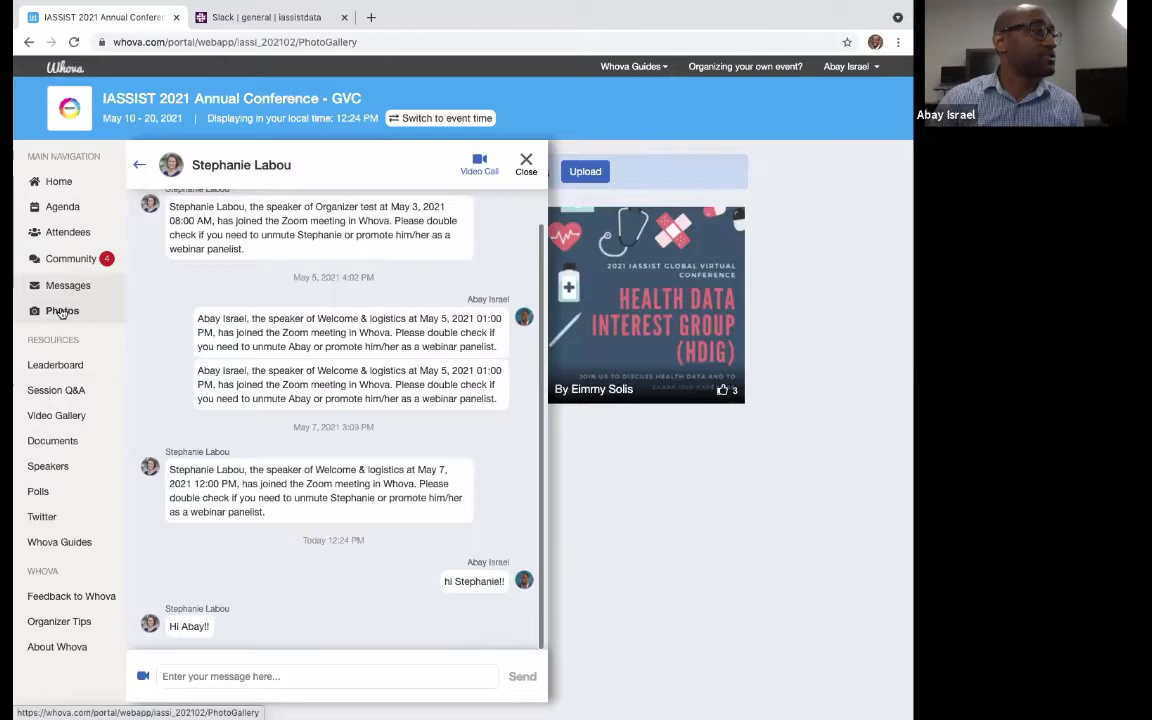 IASSIST 2021 Annual Conferer
Slack | general | iassistdata
whova.com/portal/webapp/iassi_202102/PhotoGallery
Whova
Whova Guides
Organizing your own event?
Abay Israel
IASSIST 2021 Annual Conference - GVC
May 10 - 20, 2021 | Displaying in your local time: 12:24 PM
Switch to event time
Abay Israel
MAIN NAVIGATION
Home
Agenda
Attendees
Community 4
Messages
Photos
RESOURCES
Leaderboard
Session Q&A
Video Gallery
Documents
Speakers
Polls
Twitter
Whova Guides
WHOVA
Feedback to Whova
Organizer Tips
About Whova
Stephanie Labou
Video Call
Close
Stephanie Labou
Stephanie Labou, the speaker of Organizer test at May 3, 2021
08:00 AM, has joined the Zoom meeting in Whova. Please double
check if you need to unmute Stephanie or promote him/her as a
webinar panelist.
May 5, 2021 4:02 PM
Abay Israel
Abay Israel, the speaker of Welcome & logistics at May 5, 2021 01:00
PM, has joined the Zoom meeting in Whova. Please double check if
you need to unmute Abay or promote him/her as a webinar panelist.
Abay Israel, the speaker of Welcome & logistics at May 5, 2021 01:00
PM, has joined the Zoom meeting in Whova. Please double check if
you need to unmute Abay or promote him/her as a webinar panelist.
May 7, 2021 3:09 PM
Stephanie Labou
Stephanie Labou, the speaker of Welcome & logistics at May 7,
2021 12:00 PM, has joined the Zoom meeting in Whova. Please
double check if you need to unmute Stephanie or promote him/her
as a webinar panelist.
Today 12:24 PM
Abay Israel
hi Stephanie!!
Stephanie Labou
Hi Abay!!
Enter your message here...
Send
Upload
2021 IASSIST GLOBAL VIRTUAL
CONFERENCE
HEALTH DATA
INTEREST GROUP
(HDIG)
JOIN US TO DISCUSS HEALTH DATA AND TO
By Eimmy Solis
3
https://whova.com/portal/webapp/iassi_202102/PhotoGallery